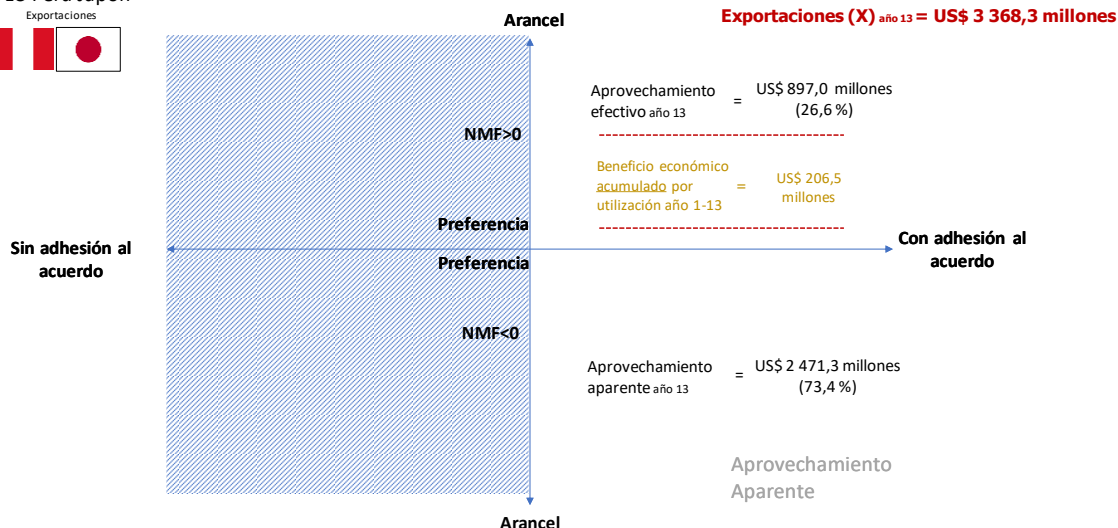 Exportaciones
Arancel
Exportaciones (X) año 13 = US$ 3 368,3 millones
Aprovechamiento
efectivo año 13
=
US$ 897,0 millones
(26,6 %)
NMF>0
Beneficio económico
acumulado por
utilización año 1-13
=
US$ 206,5
millones
Preferencia
Sin adhesión al
acuerdo
Con adhesión al
acuerdo
Preferencia
NMF<0
Aprovechamiento
aparente año 13
=
US$ 2 471,3 millones
(73,4 %)
Aprovechamiento
Aparente
Arancel